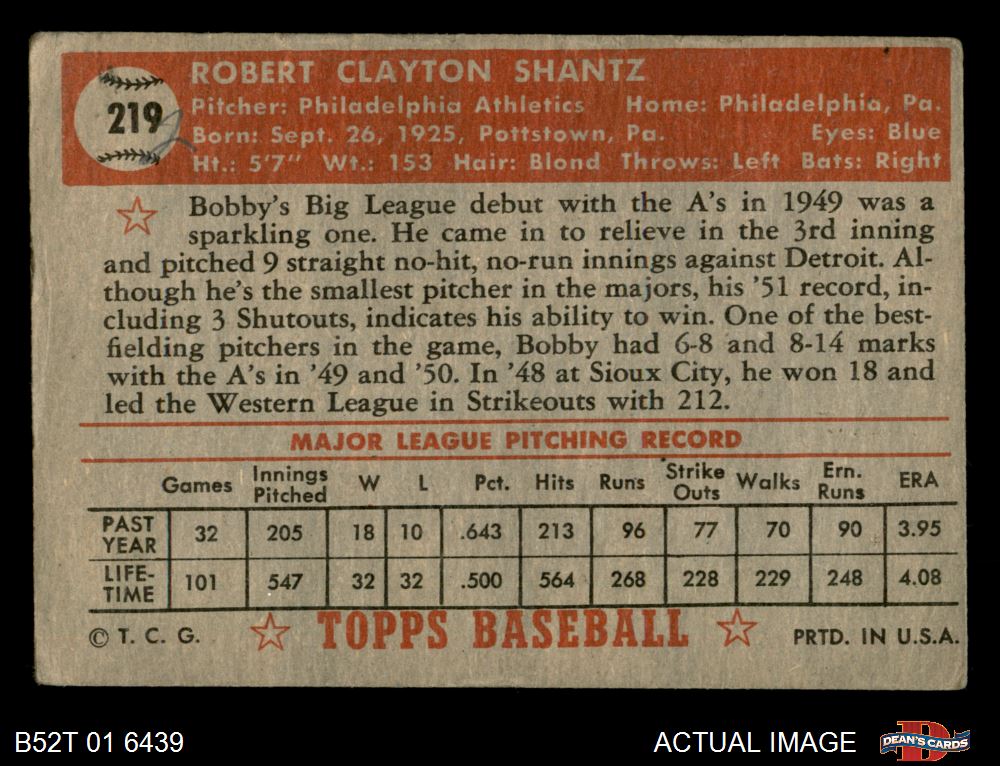 219
ROBERT CLAYTON SHANTZ
Pitcher: Philadelphia Athletics Home: Philadelphia, Pa.
Born: Sept. 26, 1925, Pottstown, Pa. Eyes: Blue
Ht.: 5'7" Wt.: 153 Hair: Blond Throws: Left Bats: Right
Bobby's Big League debut with the A's in 1949 was a
sparkling one. He came in to relieve in the 3rd inning
and pitched 9 straight no-hit, no-run innings against Detroit. Al-
though he's the smallest pitcher in the majors, his '51 record, in-
cluding 3 Shutouts, indicates his ability to win. One of the best-
fielding pitchers in the game, Bobby had 6-8 and 8-14 marks
with the A's in '49 and '50. In '48 at Sioux City, he won 18 and
led the Western League in Strikeouts with 212.
MAJOR LEAGUE PITCHING RECORD
Games Innings Pitched W L Pct. Hits Runs Strike Outs Walks Ern. Runs ERA
PAST YEAR 32 205 18 10 .643 213 96 77 70 90 3.95
LIFE-TIME 101 547 32 32 .500 564 268 228 229 248 4.08
© T. C. G. TOPPS BASEBALL PRTD. IN U.S.A.
B52T 01 6439 ACTUAL IMAGE DEAN'S CARDS